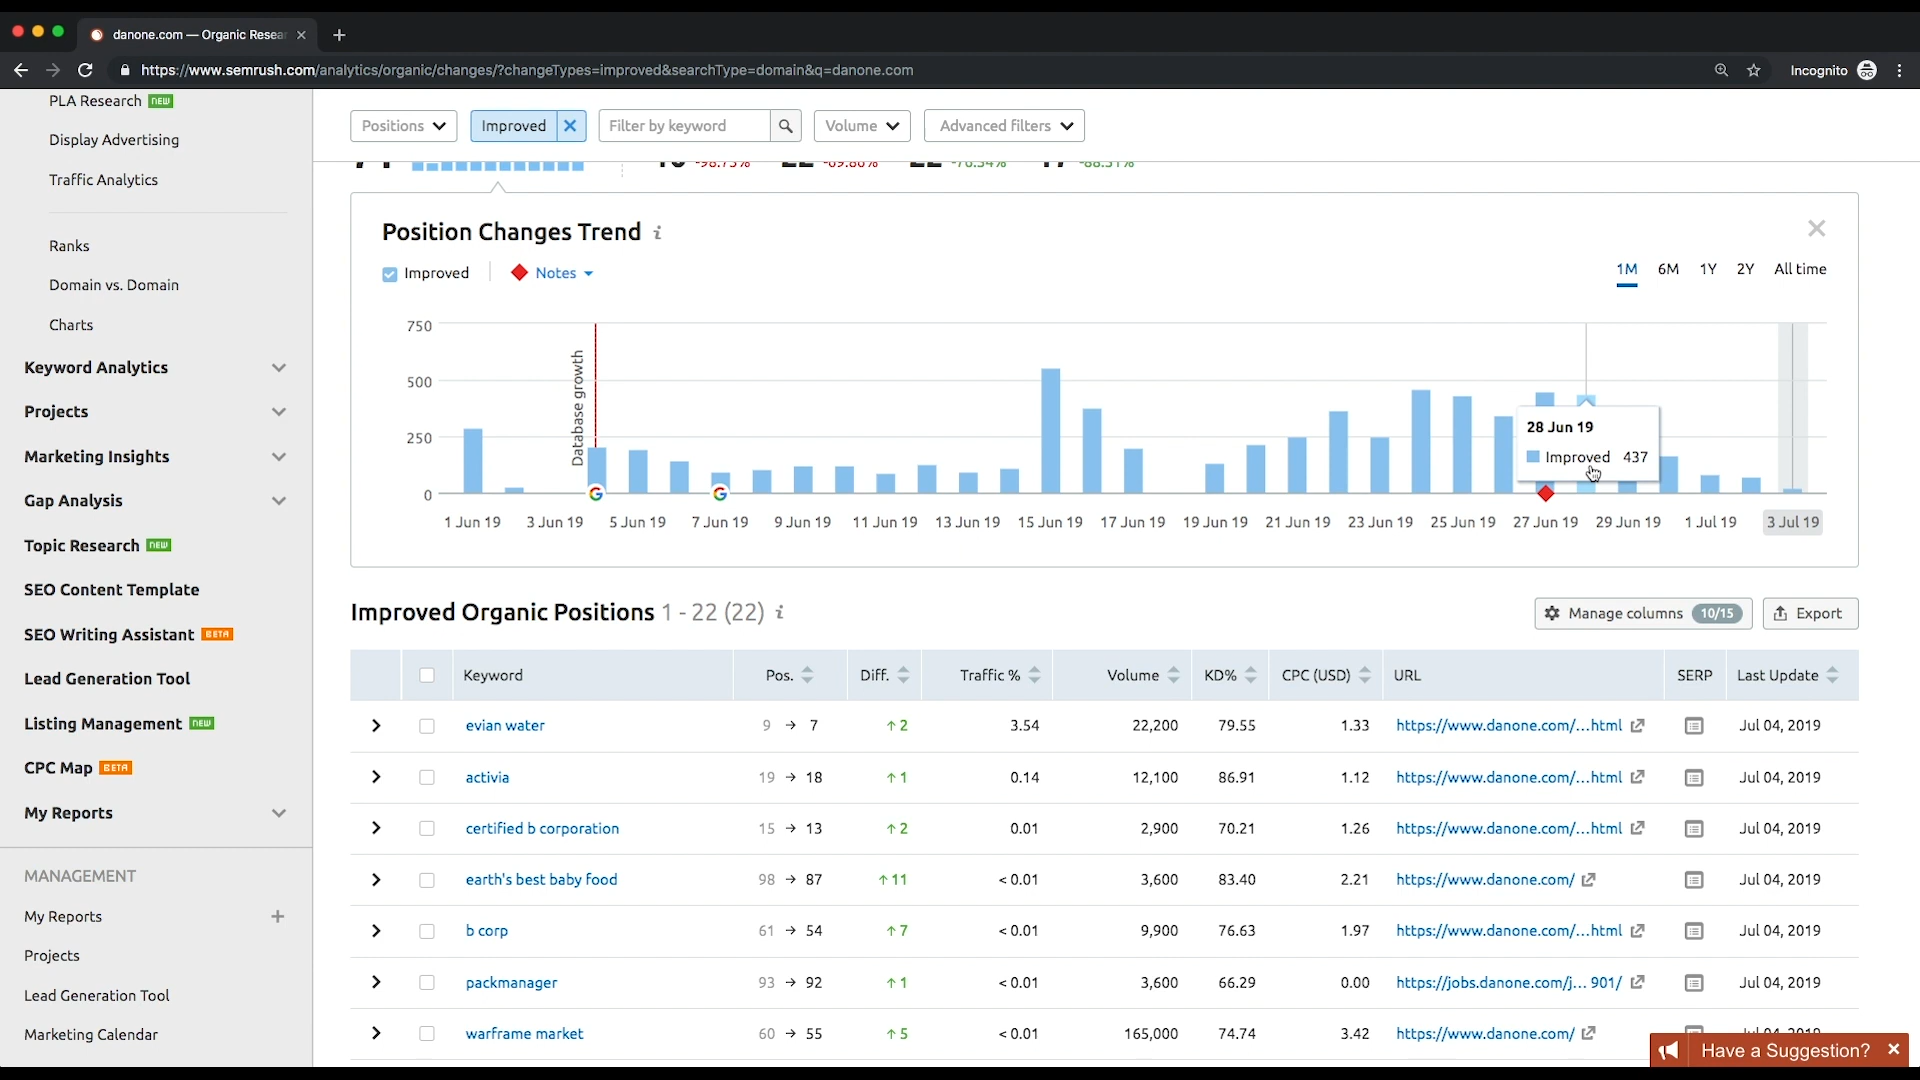 danone.com — Organic Resea
https://www.semrush.com/analytics/organic/changes/?changeTypes=improved&searchType=domain&q=danone.com
Incognito
PLA Research NEW
Display Advertising
Traffic Analytics
Ranks
Domain vs. Domain
Charts
Keyword Analytics
Projects
Marketing Insights
Gap Analysis
Topic Research NEW
SEO Content Template
SEO Writing Assistant BETA
Lead Generation Tool
Listing Management NEW
CPC Map BETA
My Reports
MANAGEMENT
My Reports +
Projects
Lead Generation Tool
Marketing Calendar
Positions Improved Filter by keyword Volume Advanced filters
Position Changes Trend i
Improved Notes
1M 6M 1Y 2Y All time
750
500
250
0
Database growth
28 Jun 19
Improved 437
1 Jun 19 3 Jun 19 5 Jun 19 7 Jun 19 9 Jun 19 11 Jun 19 13 Jun 19 15 Jun 19 17 Jun 19 19 Jun 19 21 Jun 19 23 Jun 19 25 Jun 19 27 Jun 19 29 Jun 19 1 Jul 19 3 Jul 19
Improved Organic Positions 1 - 22 (22) i
Manage columns 10/15 Export
Keyword Pos. Diff. Traffic % Volume KD% CPC (USD) URL SERP Last Update
evian water 9 → 7 ↑2 3.54 22,200 79.55 1.33 https://www.danone.com/...html Jul 04, 2019
activia 19 → 18 ↑1 0.14 12,100 86.91 1.12 https://www.danone.com/...html Jul 04, 2019
certified b corporation 15 → 13 ↑2 0.01 2,900 70.21 1.26 https://www.danone.com/...html Jul 04, 2019
earth's best baby food 98 → 87 ↑11 < 0.01 3,600 83.40 2.21 https://www.danone.com/ Jul 04, 2019
b corp 61 → 54 ↑7 < 0.01 9,900 76.63 1.97 https://www.danone.com/...html Jul 04, 2019
packmanager 93 → 92 ↑1 < 0.01 3,600 66.29 0.00 https://jobs.danone.com/j... 901/ Jul 04, 2019
warframe market 60 → 55 ↑5 < 0.01 165,000 74.74 3.42 https://www.danone.com/
Have a Suggestion?